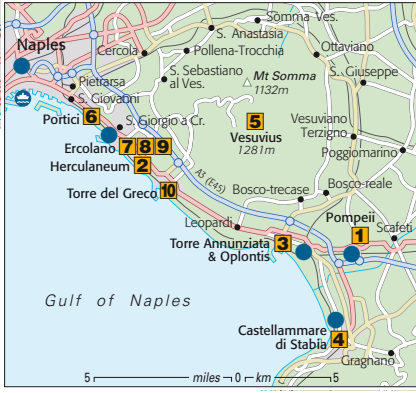 Somma Ves.
S. Anastasia
Naples
Cercola
Pollena-Trocchia
Ottaviano
S. Sebastiano
al Ves.
Mt Somma
1132m
S. Giuseppe
Pietrarsa
S. Giovanni
Portici 6
S. Giorgio a Cr.
5
Vesuvius
1281m
Vesuviano
Terzigno
Ercolano 7 8 9
Herculaneum 2
Poggiomarino
A3 (E45)
Torre del Greco 10
Bosco-trecase
Bosco-reale
Leopardi
Pompeii
1
Scafeti
Torre Annunziata 3
& Oplontis
Gulf of Naples
Castellammare
di Stabia 4
Gragnano
5 miles 0 km 5